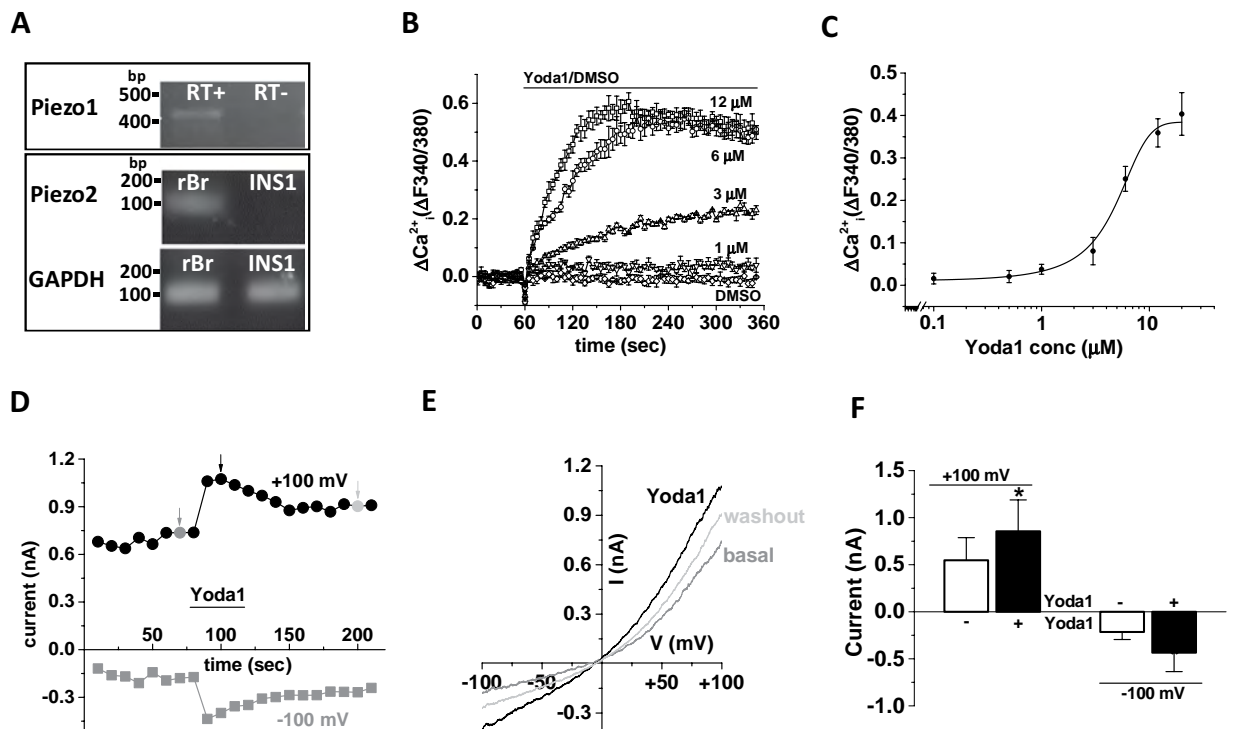 A
bp
500
400
Piezo1
RT+ RT-
bp
200
100
Piezo2
rBr INS1
200
100
GAPDH
rBr INS1
B
Yoda1/DMSO
12 μM
6 μM
3 μM
1 μM
DMSO
0.6
0.4
0.2
0.0
0 60 120 180 240 300 360
time (sec)
ΔCa²⁺ᵢ(ΔF340/380)
C
0.5
0.4
0.3
0.2
0.1
0.0
0.1 1 10
Yoda1 conc (μM)
ΔCa²⁺ᵢ(ΔF340/380)
D
1.2
0.9
0.6
0.3
0.0
-0.3
+100 mV
Yoda1
50 100 150 200
time (sec)
-100 mV
current (nA)
E
1.2
0.9
0.6
0.3
-0.3
Yoda1
washout
basal
I (nA)
V (mV)
-100 -50 +50 +100
F
1.5
1.0
0.5
0.0
-0.5
-1.0
+100 mV
*
Yoda1 - +
- + Yoda1
-100 mV
Current (nA)